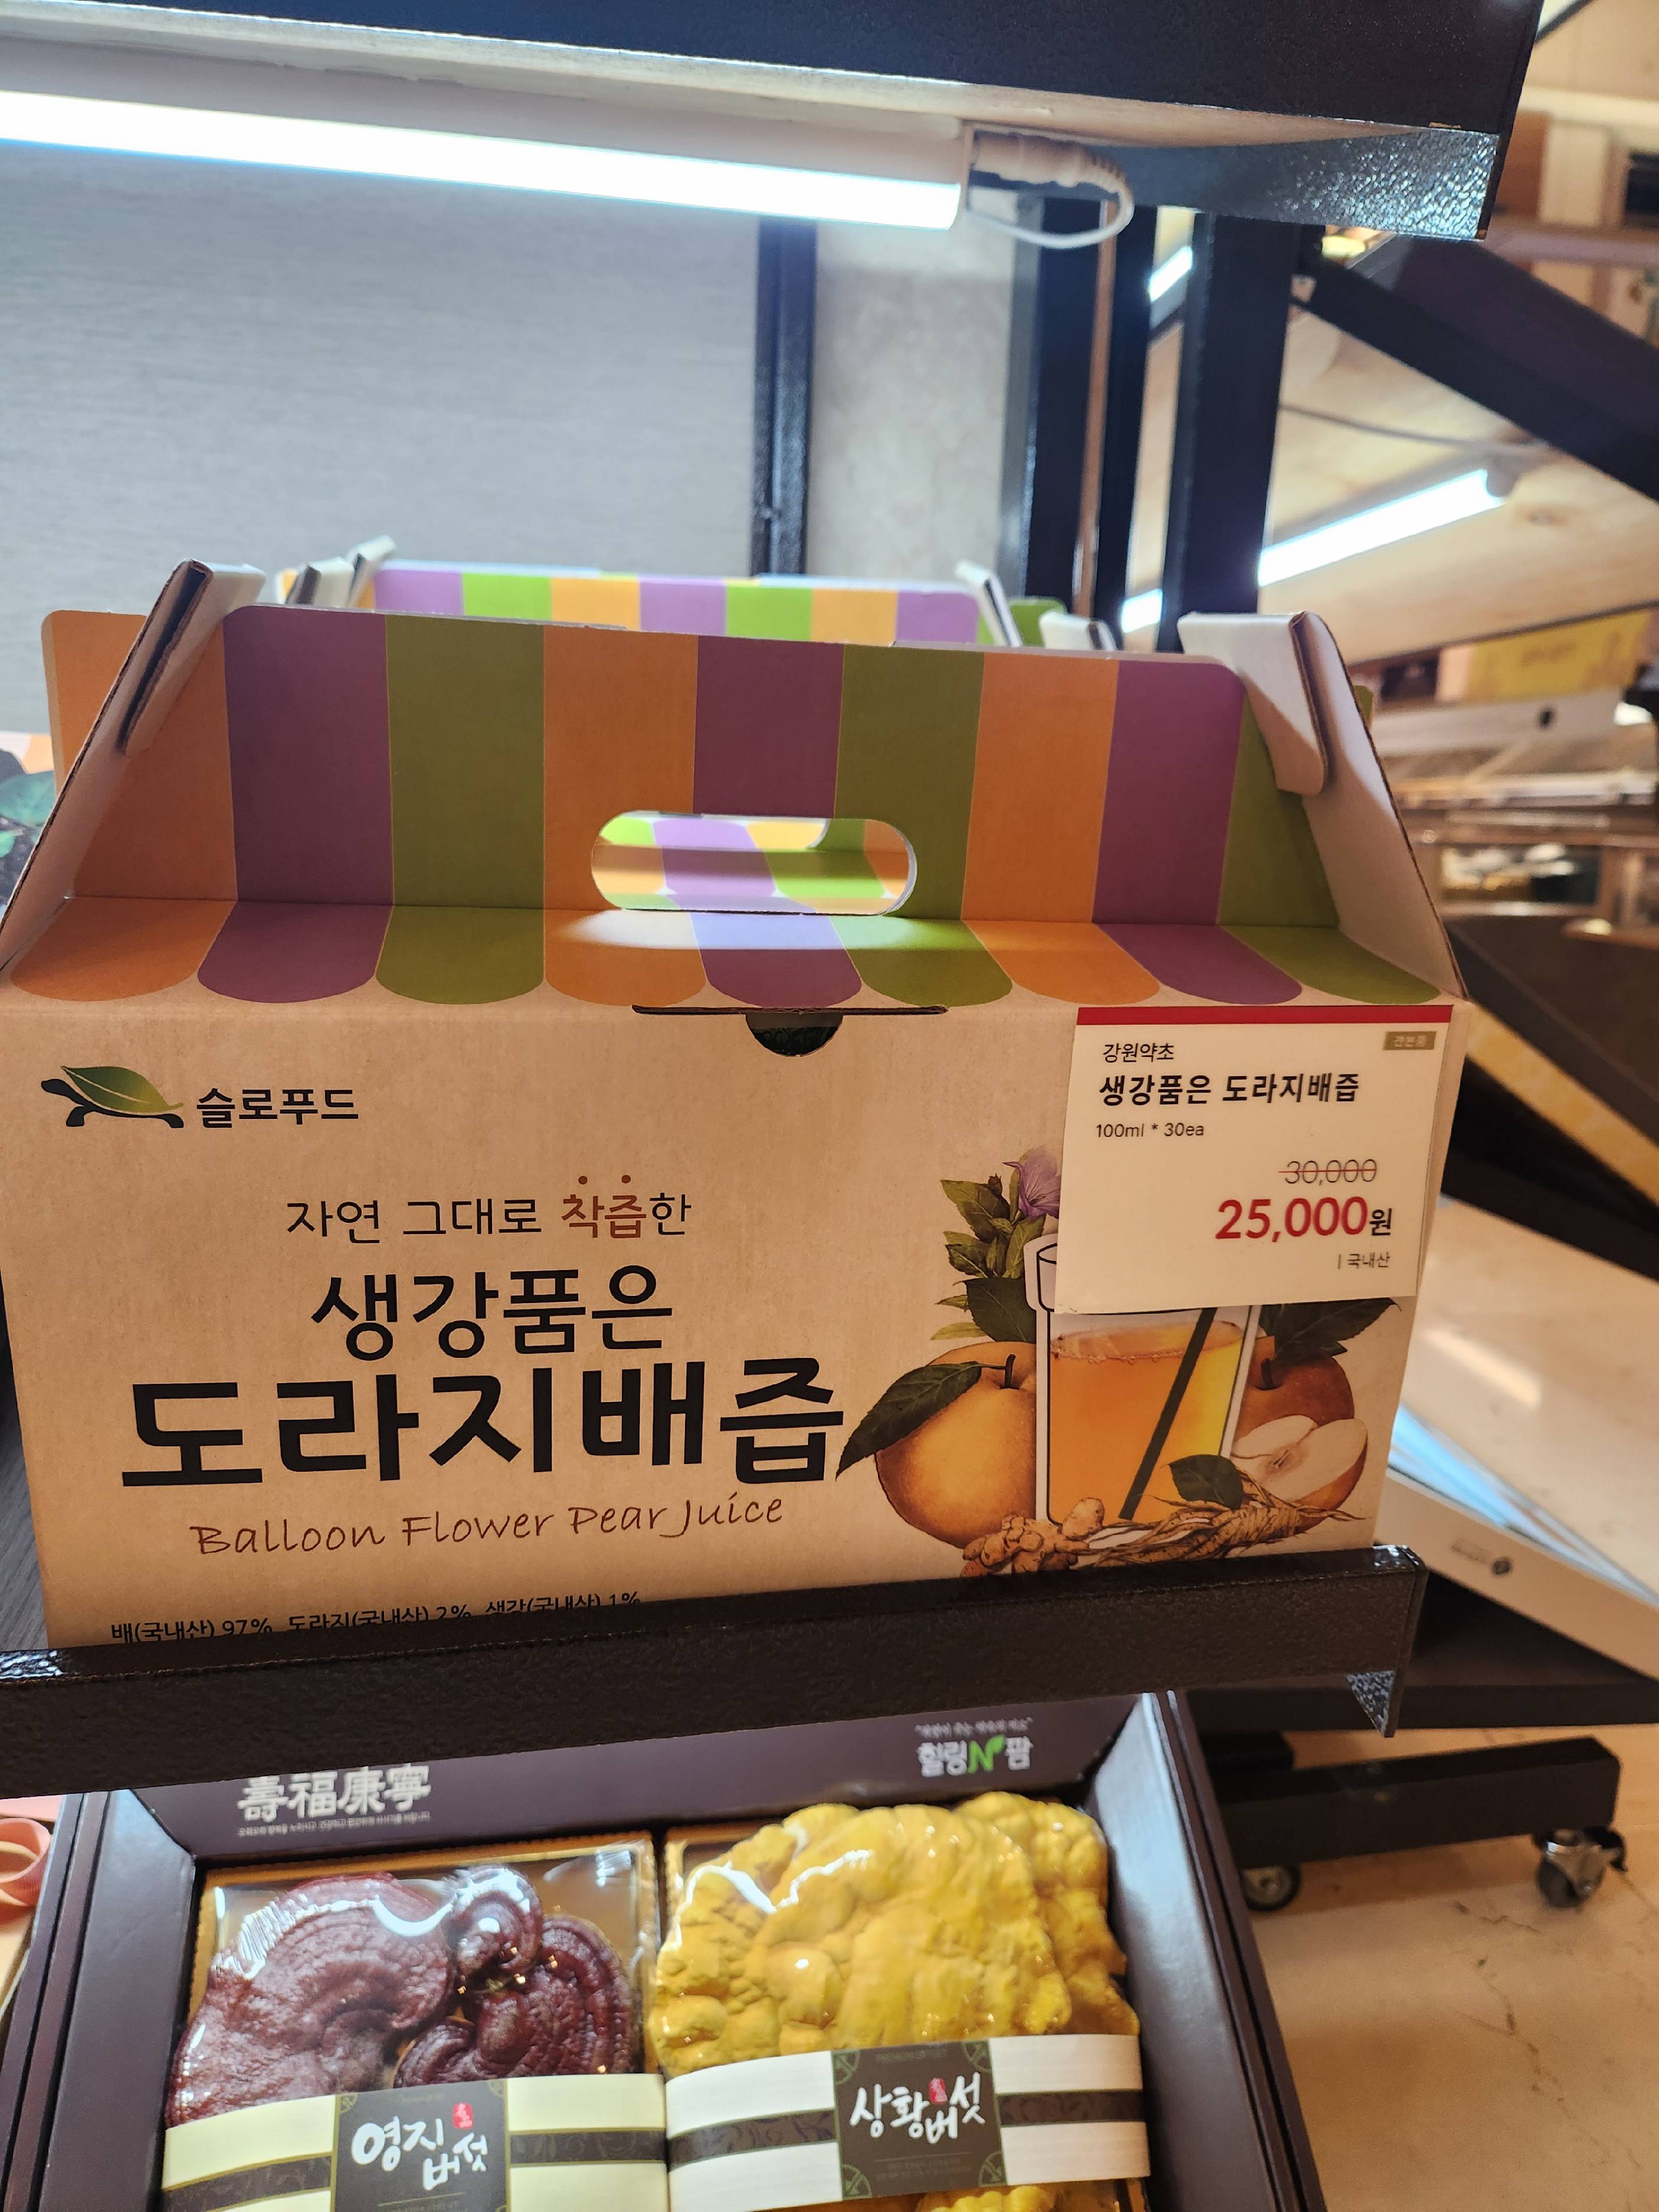 슬로푸드
자연 그대로 착즙한
생강품은
도라지배즙
Balloon Flower Pear Juice
배(국내산) 97% 도라지(국내산) 2% 생강(국내산) 1%
강원약초
견본품
생강품은 도라지배즙
100ml * 30ea
30,000
25,000원
| 국내산
壽福康寧
힐링N팜
영지버섯
상황버섯